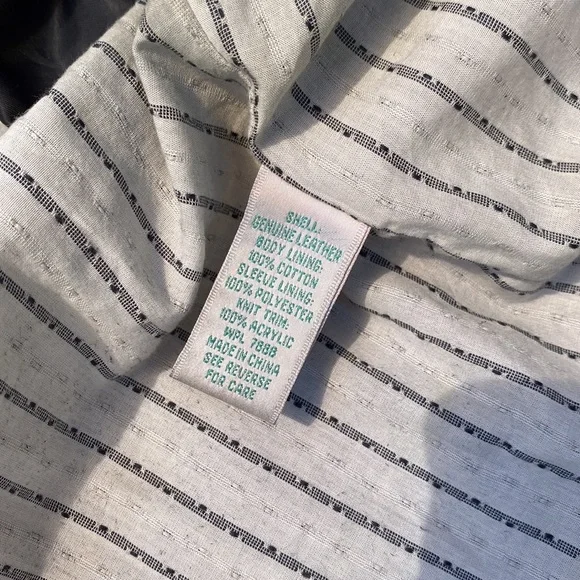 SHELL:
GENUINE LEATHER
BODY LINING:
100% COTTON
SLEEVE LINING:
100% POLYESTER
KNIT TRIM:
100% ACRYLIC
WPL 7868
MADE IN CHINA
SEE REVERSE
FOR CARE